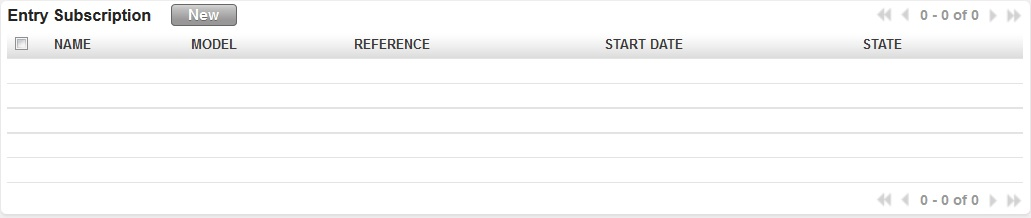 Entry Subscription New 0 - 0 of 0
NAME MODEL REFERENCE START DATE STATE
0 - 0 of 0